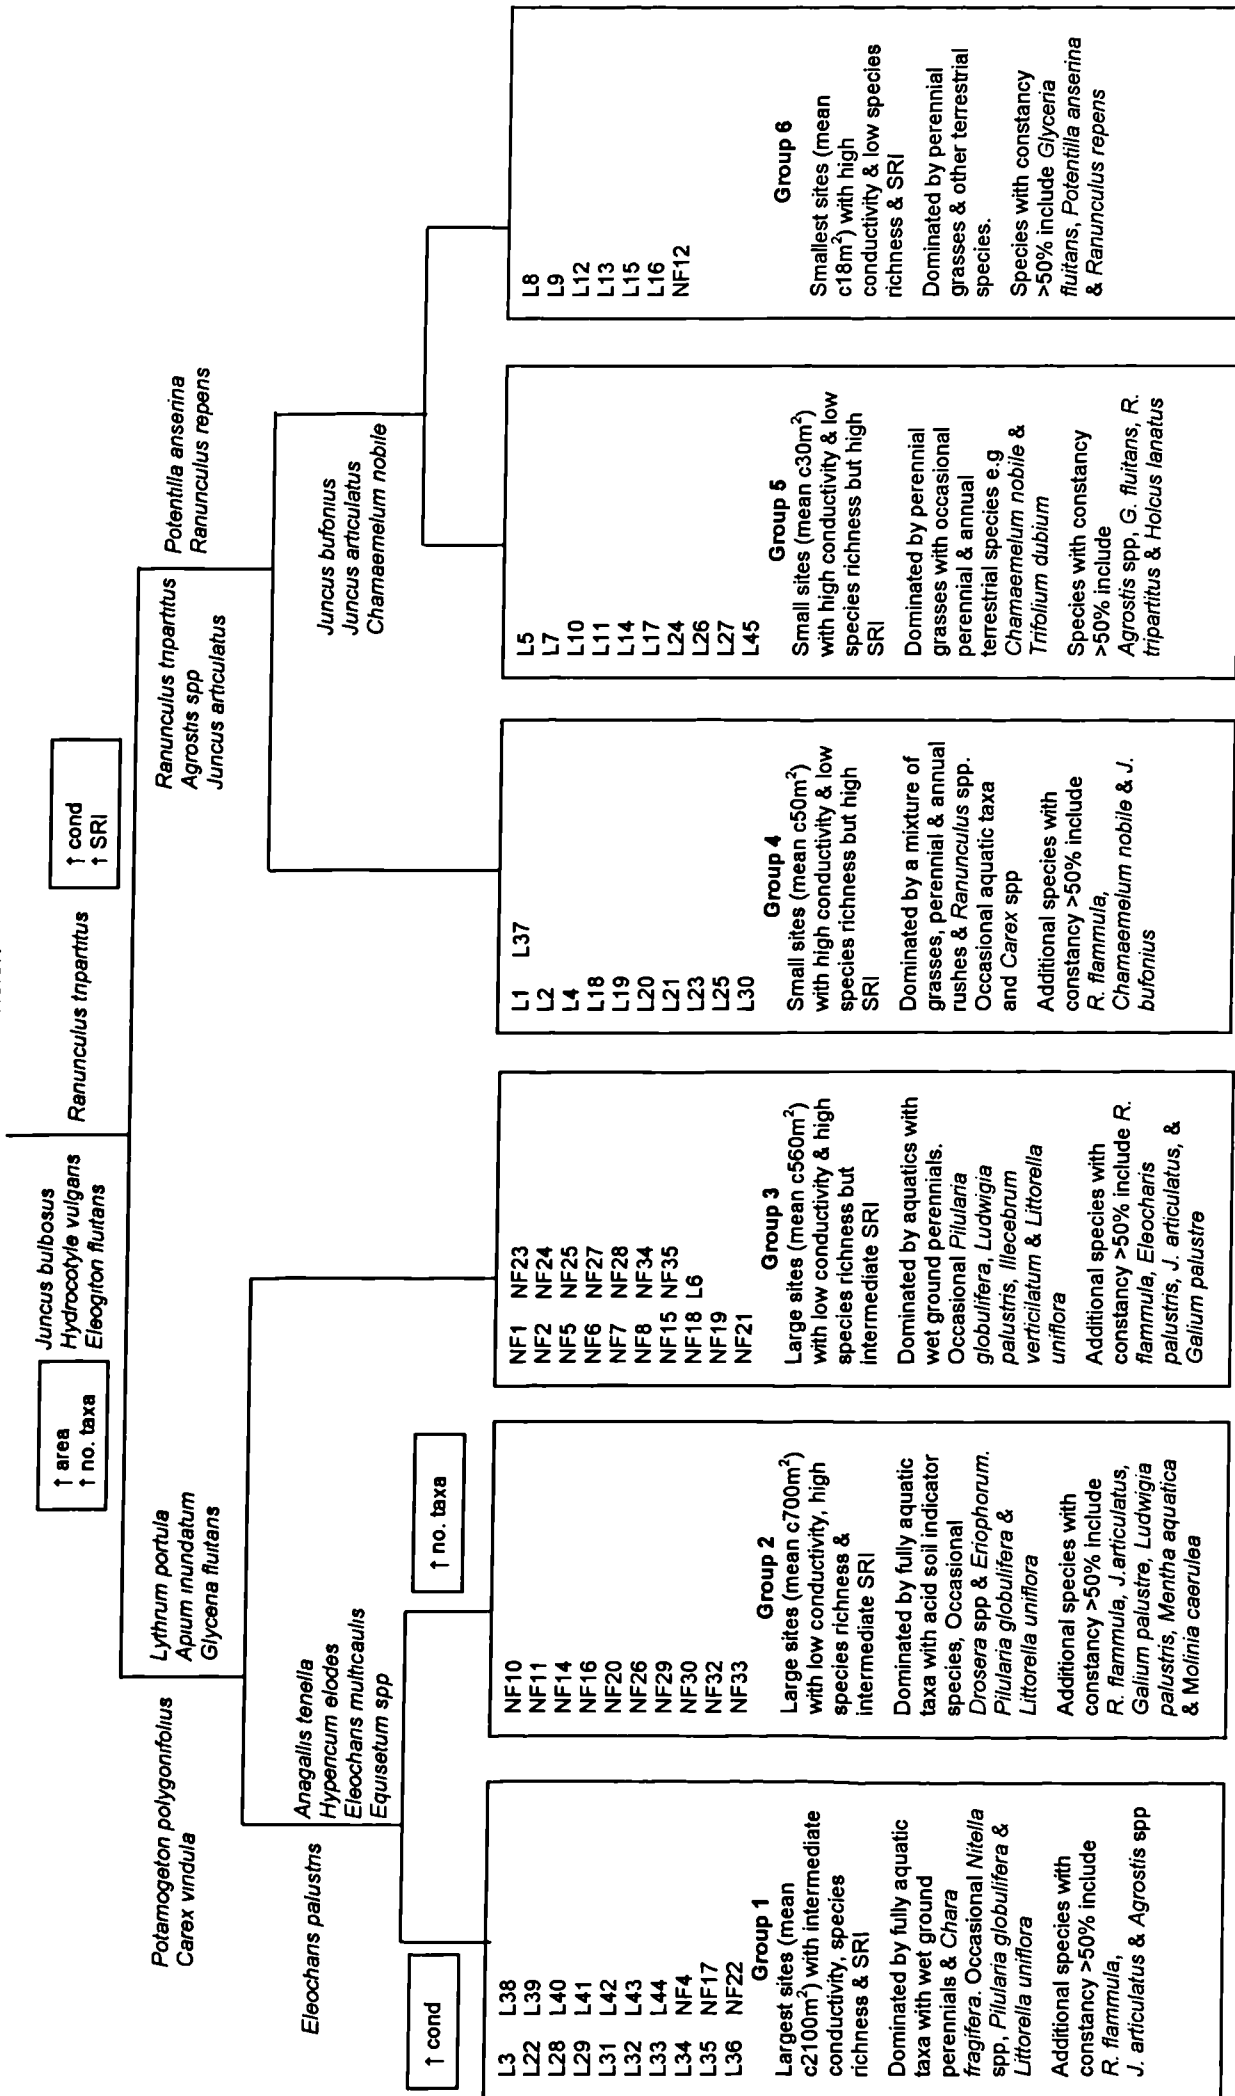 Juncus bulbosus
Hydrocotyle vulgaris
Eleogiton fluitans
↑ area
↑ no. taxa
Ranunculus tripartitus
↑ cond
↑ SRI
Potamogeton polygonifolius
Carex viridula
Lythrum portula
Apium inundatum
Glyceria fluitans
Ranunculus tripartitus
Agrostis spp
Juncus articulatus
Potentilla anserina
Ranunculus repens
Eleocharis palustris
Anagallis tenella
Hypericum elodes
Eleocharis multicaulis
Equisetum spp
Juncus bufonius
Juncus articulatus
Chamaemelum nobile
↑ cond
↑ no. taxa
L3 L38
L22 L39
L28 L40
L29 L41
L31 L42
L32 L43
L33 L44
L34 NF4
L35 NF17
L36 NF22
Group 1
Largest sites (mean
c2100m²) with intermediate
conductivity, species
richness & SRI
Dominated by fully aquatic
taxa with wet ground
perennials & Chara
fragifera. Occasional Nitella
spp, Pilularia globulifera &
Littorella uniflora
Additional species with
constancy >50% include
R. flammula,
J. articulatus & Agrostis spp
NF10
NF11
NF14
NF16
NF20
NF26
NF29
NF30
NF32
NF33
Group 2
Large sites (mean c700m²)
with low conductivity, high
species richness &
intermediate SRI
Dominated by fully aquatic
taxa with acid soil indicator
species, Occasional
Drosera spp & Eriophorum.
Pilularia globulifera &
Littorella uniflora
Additional species with
constancy >50% include
R. flammula, J.articulatus,
Galium palustre, Ludwigia
palustris, Mentha aquatica
& Molinia caerulea
NF1 NF23
NF2 NF24
NF5 NF25
NF6 NF27
NF7 NF28
NF8 NF34
NF15 NF35
NF18 L6
NF19
NF21
Group 3
Large sites (mean c560m²)
with low conductivity & high
species richness but
intermediate SRI
Dominated by aquatics with
wet ground perennials.
Occasional Pilularia
globulifera, Ludwigia
palustris, Illecebrum
verticilatum & Littorella
uniflora
Additional species with
constancy >50% include R.
flammula, Eleocharis
palustris, J. articulatus, &
Galium palustre
L1 L37
L2
L4
L18
L19
L20
L21
L23
L25
L30
Group 4
Small sites (mean c50m²)
with high conductivity & low
species richness but high
SRI
Dominated by a mixture of
grasses, perennial & annual
rushes & Ranunculus spp.
Occasional aquatic taxa
and Carex spp
Additional species with
constancy >50% include
R. flammula,
Chamaemelum nobile & J.
bufonius
L5
L7
L10
L11
L14
L17
L24
L26
L27
L45
Group 5
Small sites (mean c30m²)
with high conductivity & low
species richness but high
SRI
Dominated by perennial
grasses with occasional
perennial & annual
terrestrial species e.g
Chamaemelum nobile &
Trifolium dubium
Species with constancy
>50% include
Agrostis spp, G. fluitans, R.
tripartitus & Holcus lanatus
L8
L9
L12
L13
L15
L16
NF12
Group 6
Smallest sites (mean
c18m²) with high
conductivity & low species
richness & SRI
Dominated by perennial
grasses & other terrestrial
species.
Species with constancy
>50% include Glyceria
fluitans, Potentilla anserina
& Ranunculus repens